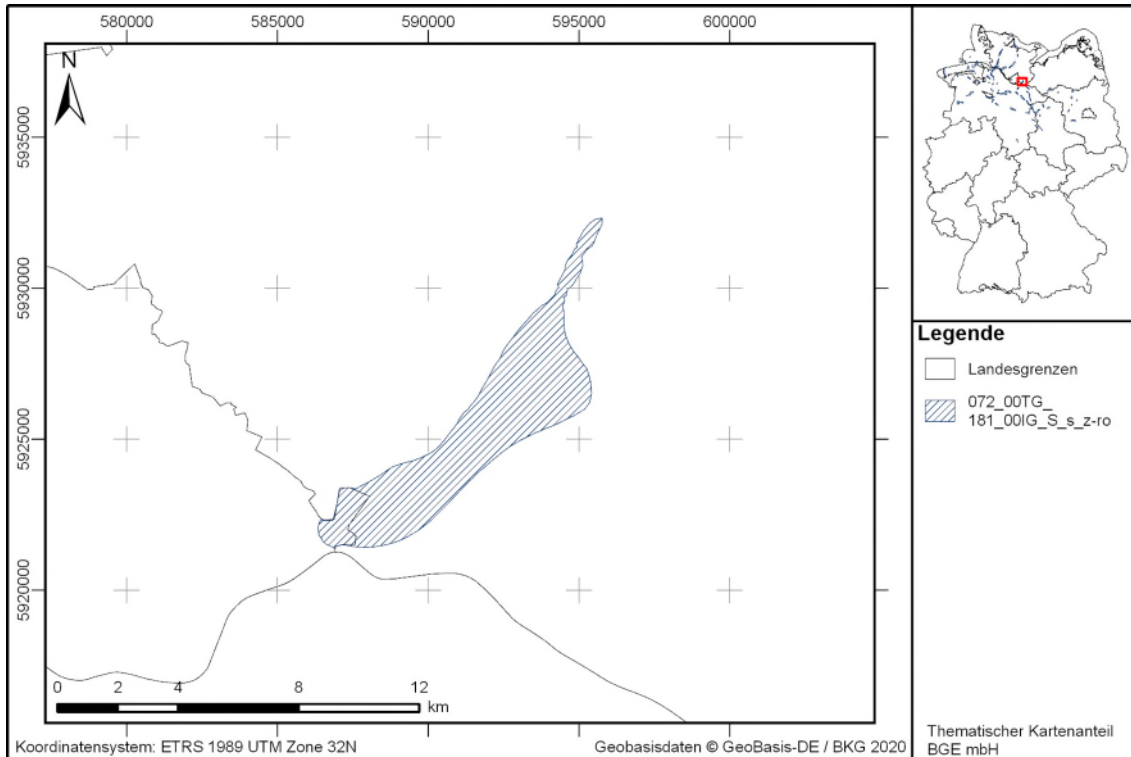 580000 585000 590000 595000 600000
N
5935000
5930000
5925000
5920000
0 2 4 8 12
km
Koordinatensystem: ETRS 1989 UTM Zone 32N
Geobasisdaten © GeoBasis-DE / BKG 2020
Legende
Landesgrenzen
072_00TG_
181_00IG_S_s_z-ro
Thematischer Kartenanteil
BGE mbH